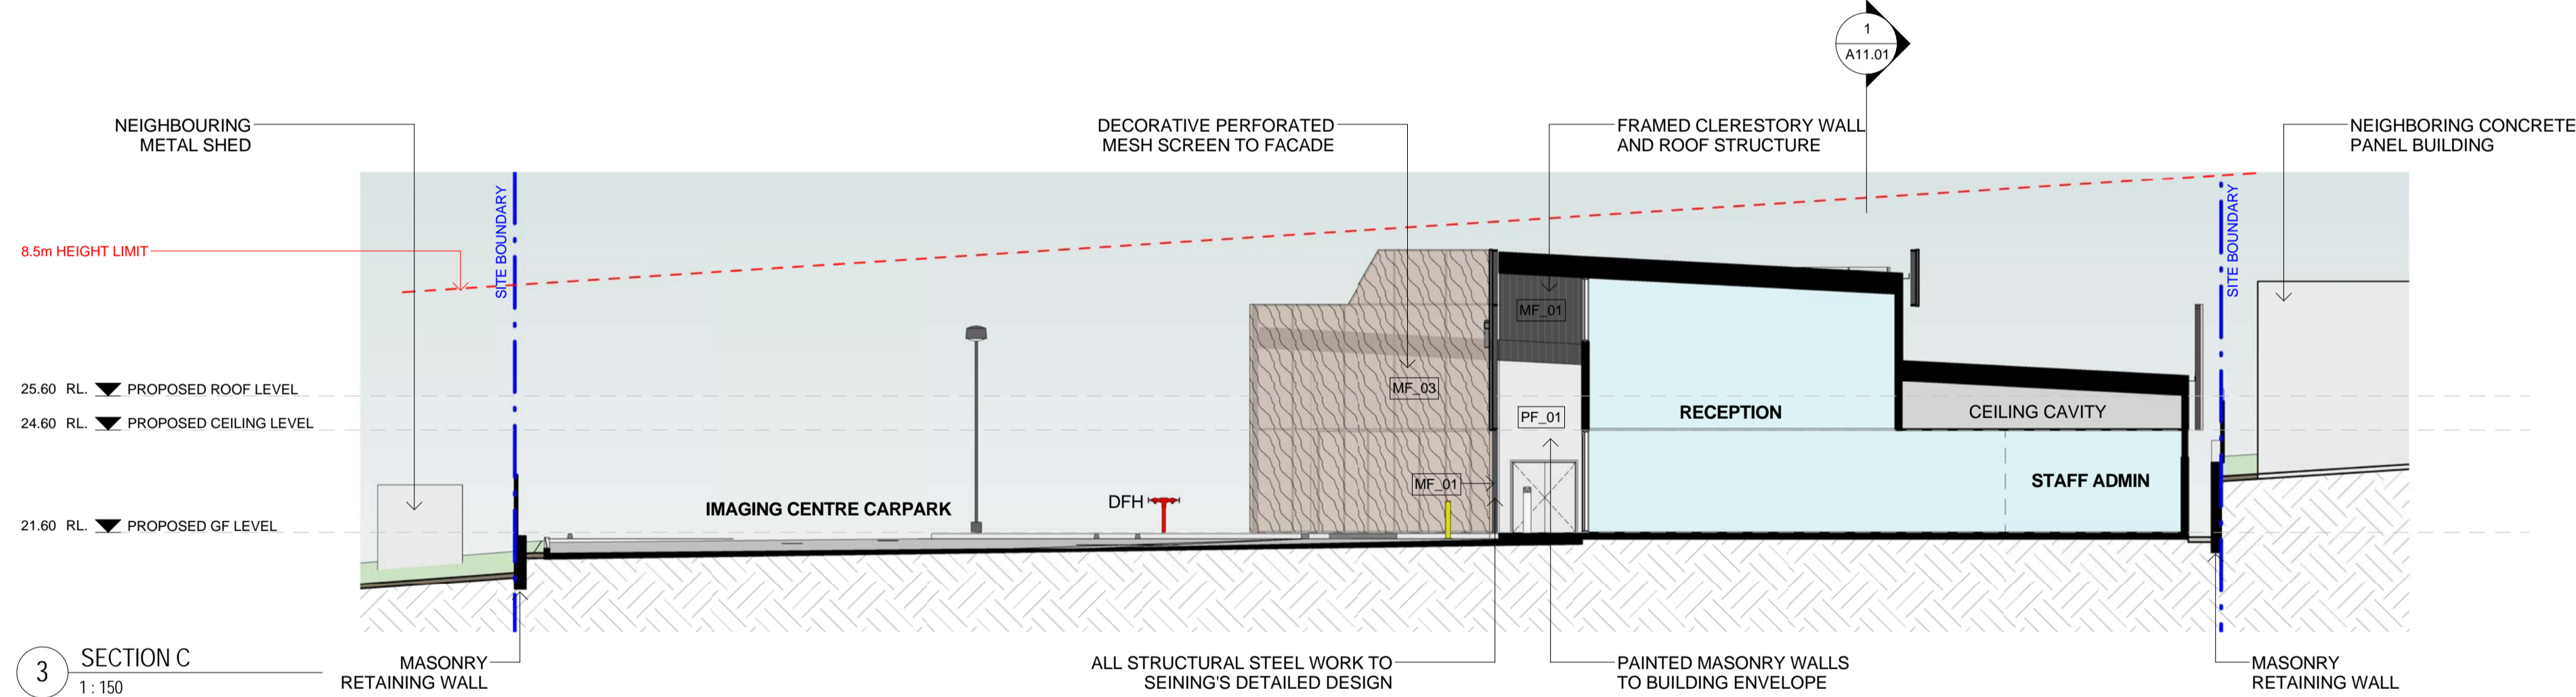 1
A11.01
NEIGHBOURING
METAL SHED
DECORATIVE PERFORATED
MESH SCREEN TO FACADE
FRAMED CLERESTORY WALL
AND ROOF STRUCTURE
NEIGHBORING CONCRETE
PANEL BUILDING
SITE BOUNDARY
SITE BOUNDARY
8.5m HEIGHT LIMIT
MF_01
25.60 RL. PROPOSED ROOF LEVEL
MF_03
24.60 RL. PROPOSED CEILING LEVEL
PF_01
RECEPTION
CEILING CAVITY
MF_01
STAFF ADMIN
IMAGING CENTRE CARPARK
DFH
21.60 RL. PROPOSED GF LEVEL
3
SECTION C
1 : 150
MASONRY
RETAINING WALL
ALL STRUCTURAL STEEL WORK TO
SEINING'S DETAILED DESIGN
PAINTED MASONRY WALLS
TO BUILDING ENVELOPE
MASONRY
RETAINING WALL